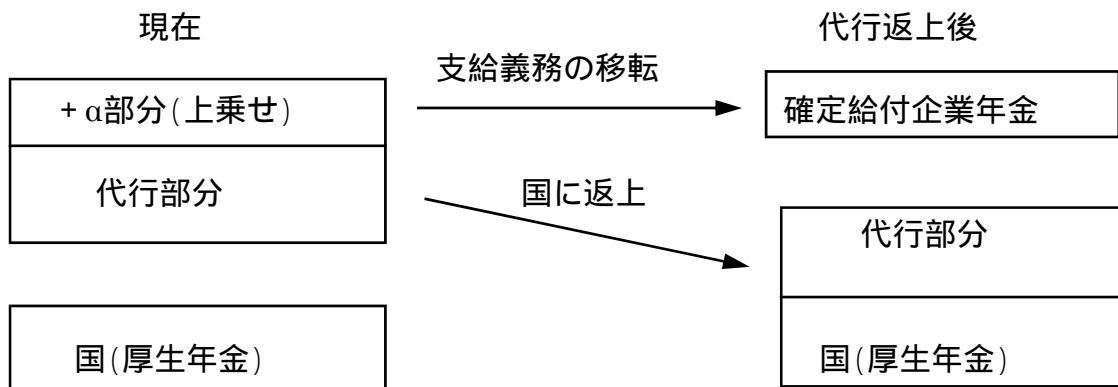 現在
代行返上後
支給義務の移転
+α部分(上乗せ)
確定給付企業年金
代行部分
国に返上
代行部分
国(厚生年金)
国(厚生年金)